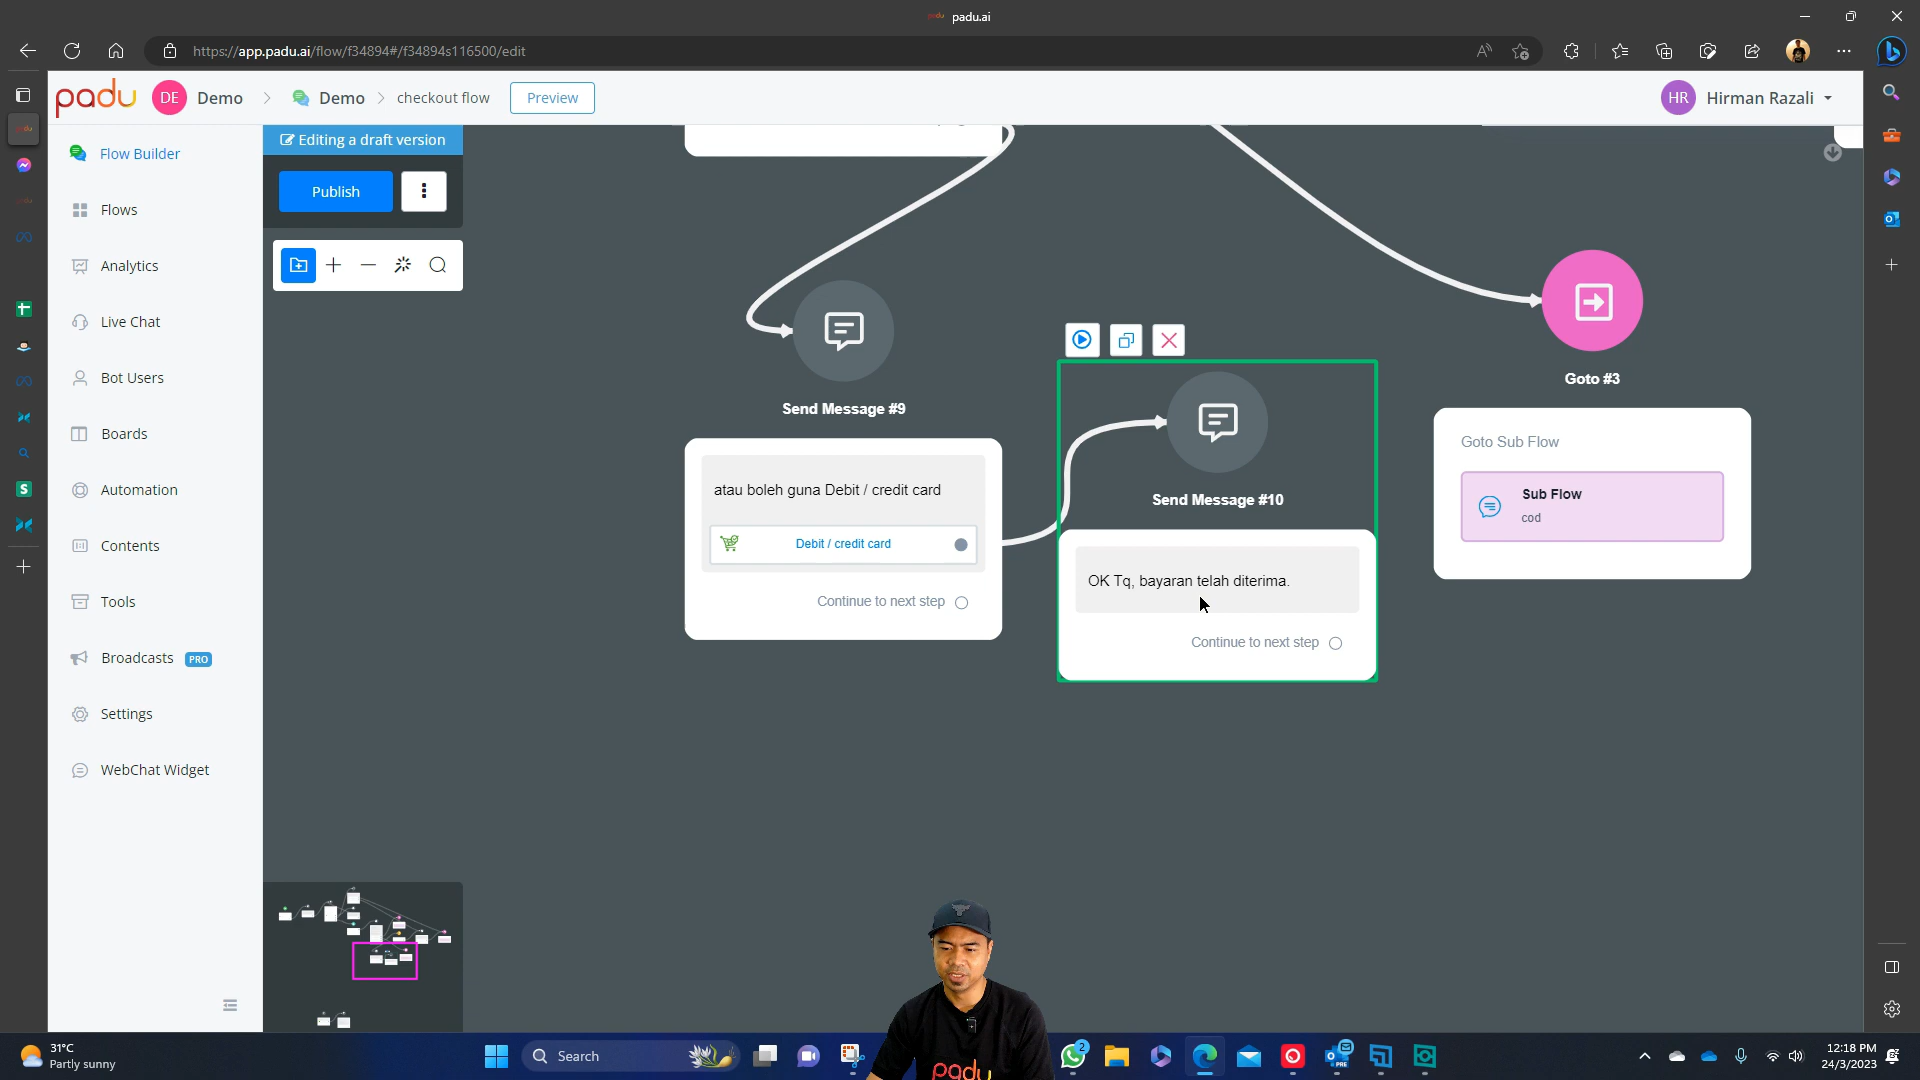 padu.ai
https://app.padu.ai/flow/f34894#/f34894s116500/edit
padu DE Demo > Demo > checkout flow Preview
HR Hirman Razali
Flow Builder
Flows
Analytics
Live Chat
Bot Users
Boards
Automation
Contents
Tools
Broadcasts PRO
Settings
WebChat Widget
Editing a draft version
Publish
Send Message #9
atau boleh guna Debit / credit card
Debit / credit card
Continue to next step
Send Message #10
OK Tq, bayaran telah diterima.
Continue to next step
Goto #3
Goto Sub Flow
Sub Flow
cod
padu
31°C
Partly sunny
Search
2
PRE
12:18 PM
24/3/2023